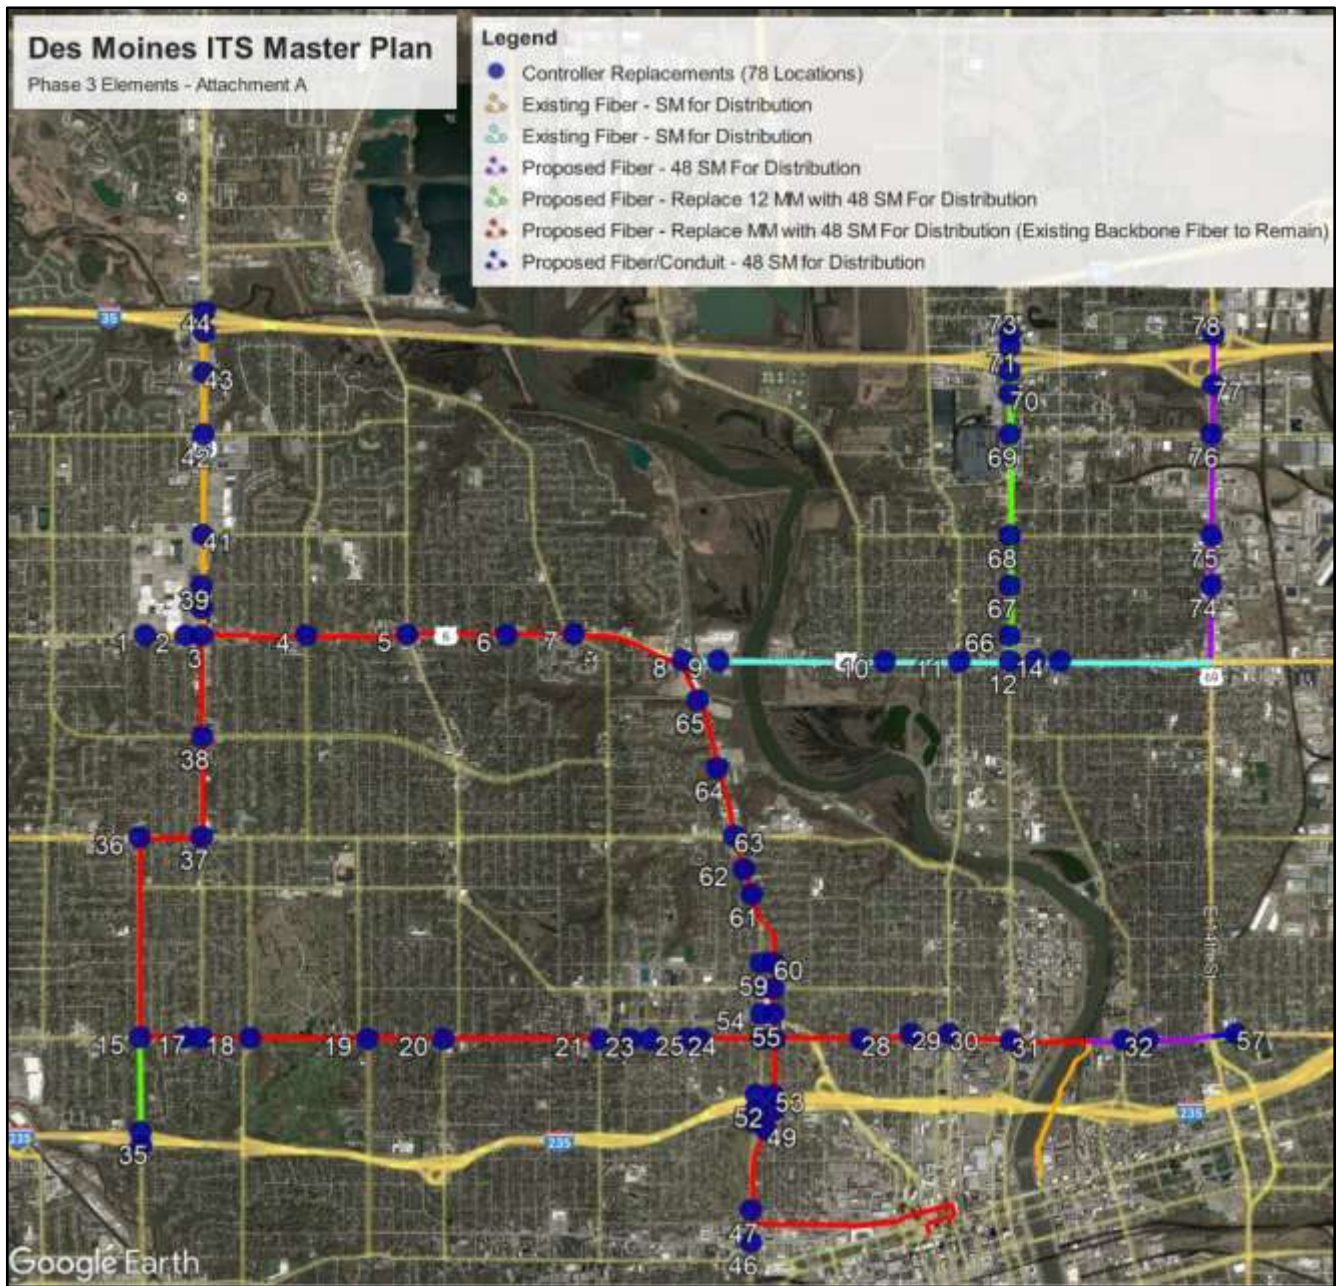 Des Moines ITS Master Plan
Phase 3 Elements - Attachment A
Legend
Controller Replacements (78 Locations)
Existing Fiber - SM for Distribution
Existing Fiber - SM for Distribution
Proposed Fiber - 48 SM For Distribution
Proposed Fiber - Replace 12 MM with 48 SM For Distribution
Proposed Fiber - Replace MM with 48 SM For Distribution (Existing Backbone Fiber to Remain)
Proposed Fiber/Conduit - 48 SM for Distribution
35
44
73
78
43
71
77
70
42
69
76
41
68
75
39
67
74
1 2 3 4 5 6 6 7
66
8 9 10 11 12 14
69
65
38
64
36 37
63
62
61
60
59
54
15 17 18 19 20 21 23 25 24 55 28 29 30 31 32 57
53
52
49
235
235
235
35
47
46
Google Earth